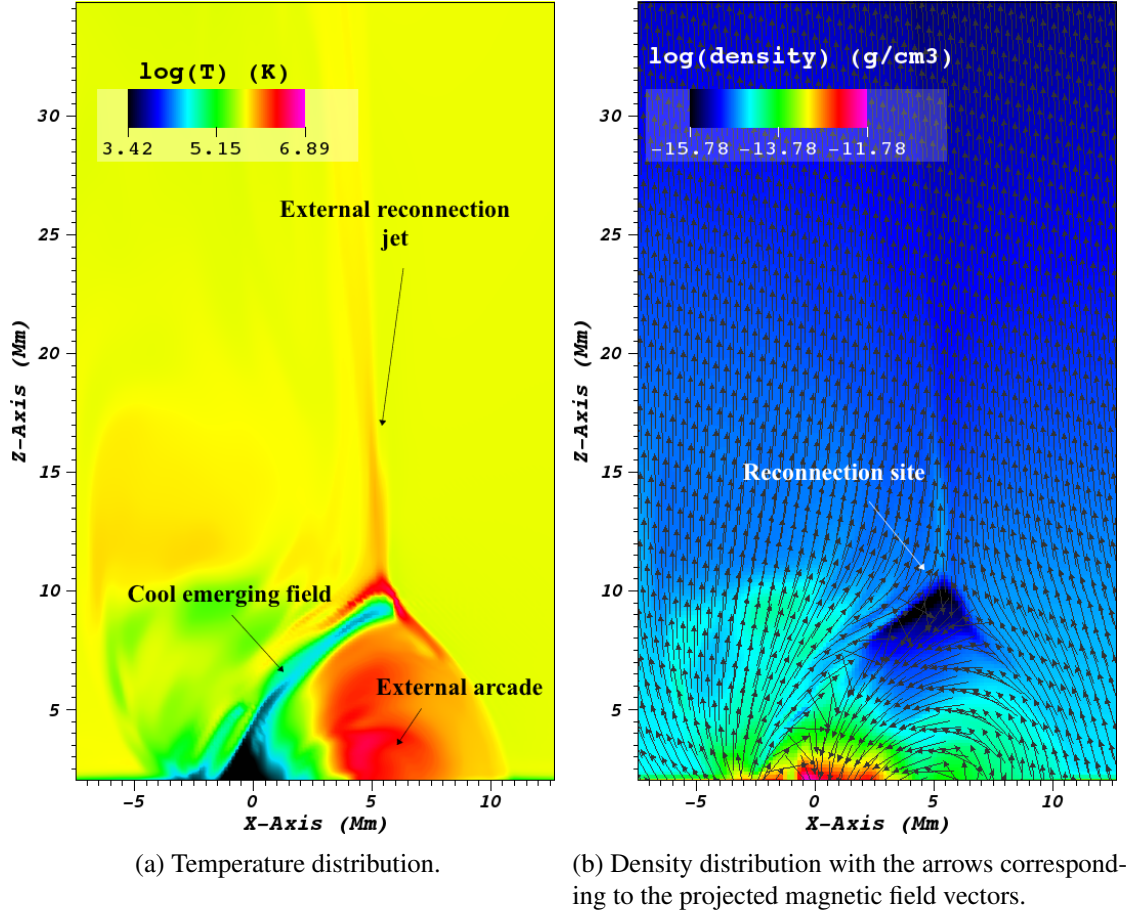 log(T) (K)
3.42 5.15 6.89
External reconnection
jet
Cool emerging field
External arcade
30
25
20
15
10
5
Z-Axis (Mm)
-5 0 5 10
X-Axis (Mm)
(a) Temperature distribution.
log(density) (g/cm3)
-15.78 -13.78 -11.78
Reconnection site
30
25
20
15
10
5
Z-Axis (Mm)
-5 0 5 10
X-Axis (Mm)
(b) Density distribution with the arrows correspond-
ing to the projected magnetic field vectors.